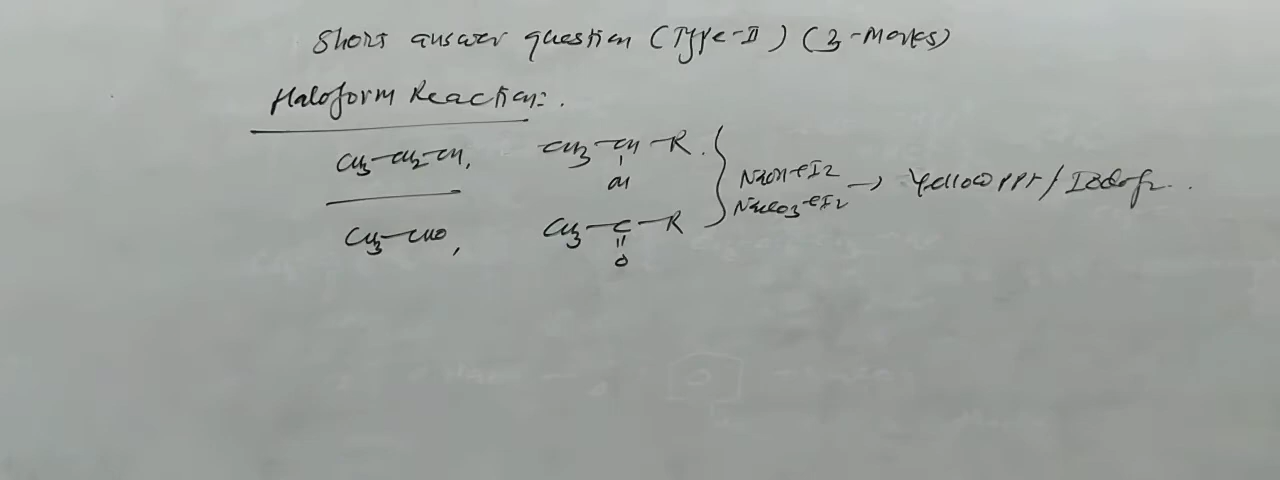 Short answer question (Type-II) (3-Marks)
Haloform Reaction:.
CH3-CH2-OH, CH3-CH-R.
OH
NaOH+I2
Na2CO3+I2 → Yellow PPt/
CH3-CHO, CH3-C-R
O